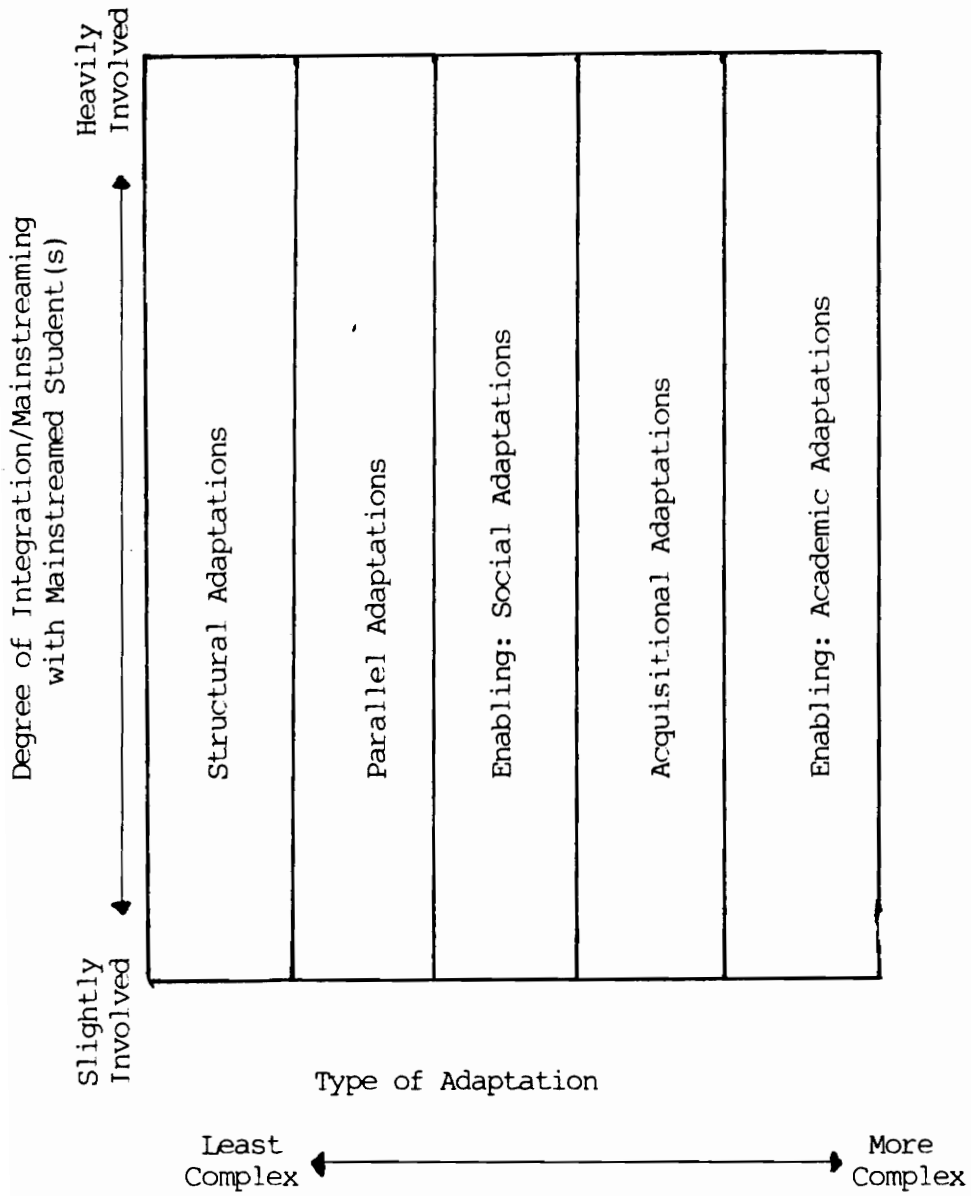 Degree of Integration/Mainstreaming
with Mainstreamed Student(s)
Slightly
Involved
Heavily
Involved
Structural Adaptations
Parallel Adaptations
Enabling: Social Adaptations
Acquisitional Adaptations
Enabling: Academic Adaptations
Type of Adaptation
Least
Complex
More
Complex